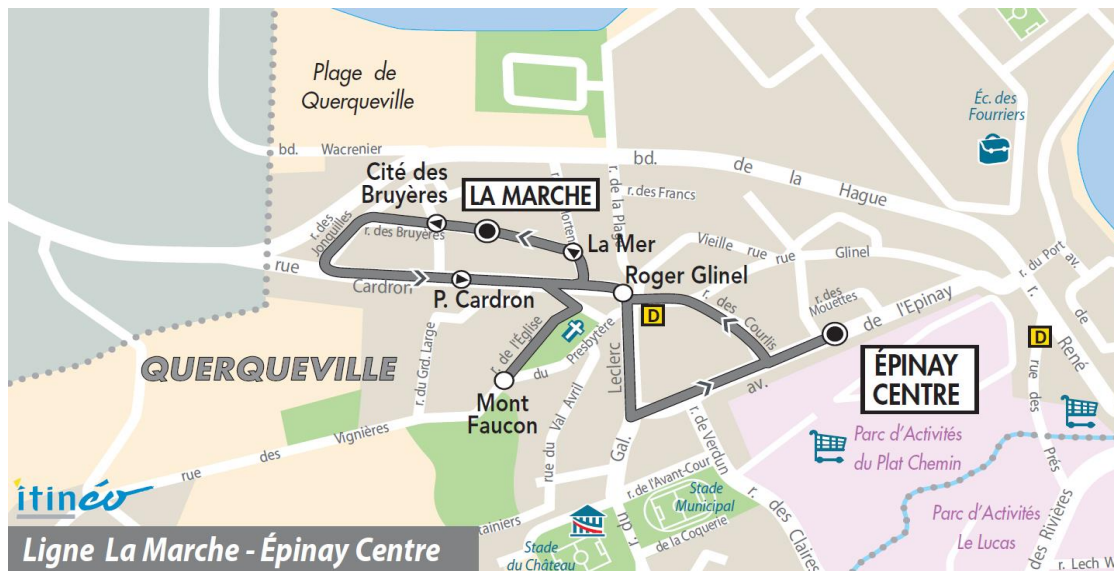 Plage de
Querqueville
Éc. des
Fourriers
bd. Wacrenier
bd. de la Hague
Cité des
Bruyères
LA MARCHE
r. de la Plage
r. des Francs
r. des
Jonquilles
r. des Bruyères
La Mer
Vieille rue
rue Glinel
r. du Port
rue
Cardron
P. Cardron
Roger Glinel
D
r. des Courlis
r. des
Mouettes
av. de l'Epinay
av. de
r. René
D
QUERQUEVILLE
r. du Grd. Large
r. de l'Église
du Presbytère
r. du Gal. Leclerc
ÉPINAY
CENTRE
rue des Prés
Mont
Faucon
rue des Vignières
rue du Val Avril
r. de Verdun
Parc d'Activités
du Plat Chemin
r. de l'Avant-Cour
Stade
Municipal
de la Coquerie
r. des Claires
Parc d'Activités
Le Lucas
des Rivières
r. Lech W
itinéo
Stade
du Château
Ligne La Marche - Épinay Centre